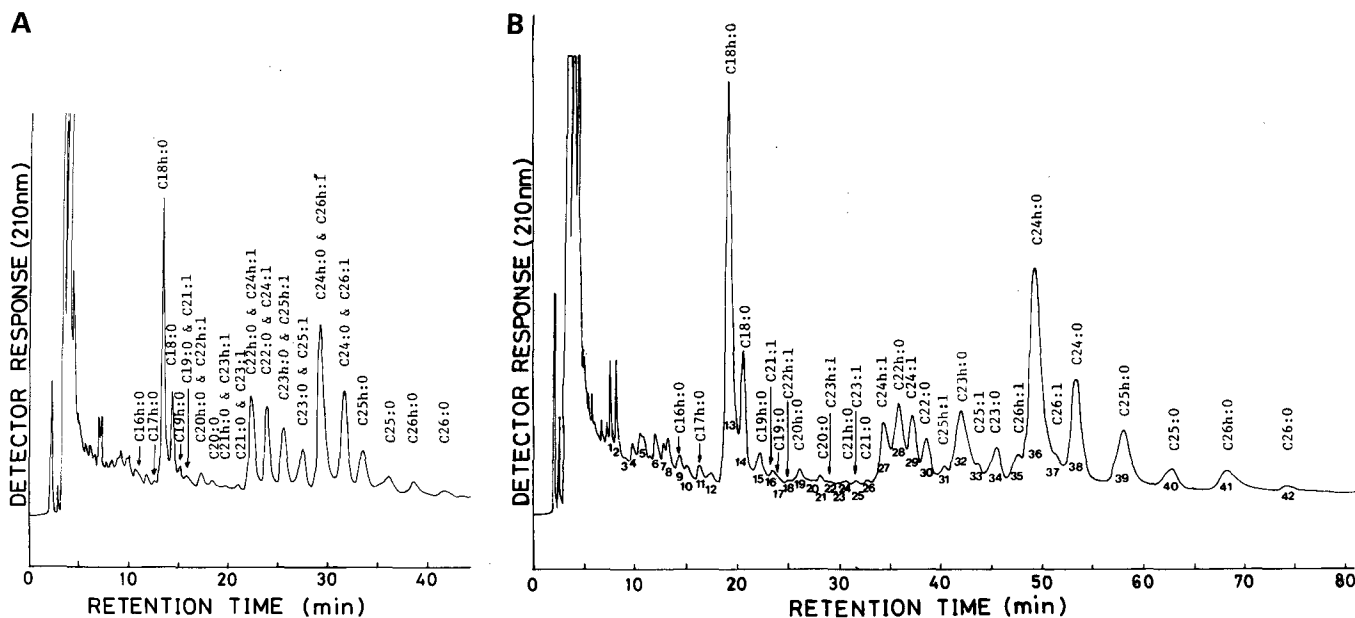 A
DETECTOR RESPONSE (210nm)
C16h:0
C17h:0
C18h:0
C18:0
C19h:0
C19:0 & C21:1
C20h:0 & C22h:1
C20:0
C21h:0 & C23h:1
C21:0 & C23:1
C22h:0 & C24h:1
C22:0 & C24:1
C23h:0 & C25h:1
C23:0 & C25:1
C24h:0 & C26h:1
C24:0 & C26:1
C25h:0
C25:0
C26h:0
C26:0
0 10 20 30 40
RETENTION TIME (min)
B
DETECTOR RESPONSE (210nm)
C16h:0
C17h:0
C18h:0
C18:0
C19h:0
C21:1
C19:0
C22h:1
C20h:0
C20:0
C23h:1
C21h:0
C23:1
C21:0
C24h:1
C22h:0
C24:1
C22:0
C25h:1
C23h:0
C25:1
C23:0
C26h:1
C24h:0
C26:1
C24:0
C25h:0
C25:0
C26h:0
C26:0
1 2 3 4 5 6 7 8 9 10 11 12 13 14 15 16 17 18 19 20 21 22 23 24 25 26 27 28 29 30 31 32 33 34 35 36 37 38 39 40 41 42
0 10 20 30 40 50 60 70 80
RETENTION TIME (min)